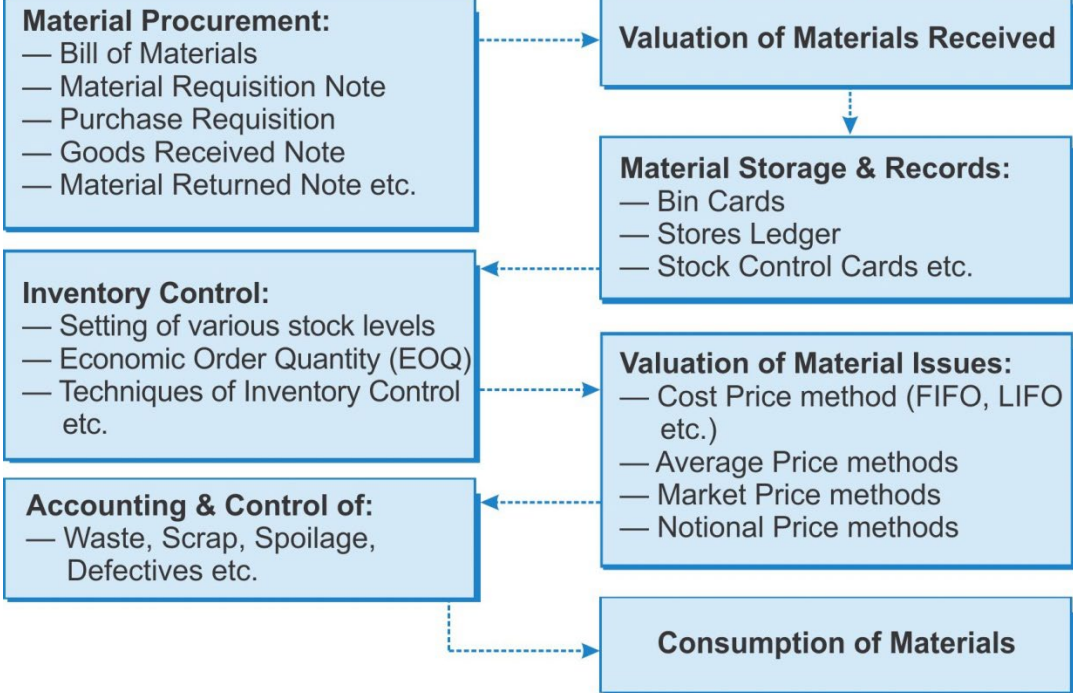 Material Procurement:
— Bill of Materials
— Material Requisition Note
— Purchase Requisition
— Goods Received Note
— Material Returned Note etc.
Valuation of Materials Received
Material Storage & Records:
— Bin Cards
— Stores Ledger
— Stock Control Cards etc.
Inventory Control:
— Setting of various stock levels
— Economic Order Quantity (EOQ)
— Techniques of Inventory Control
etc.
Valuation of Material Issues:
— Cost Price method (FIFO, LIFO
etc.)
— Average Price methods
— Market Price methods
— Notional Price methods
Accounting & Control of:
— Waste, Scrap, Spoilage,
Defectives etc.
Consumption of Materials